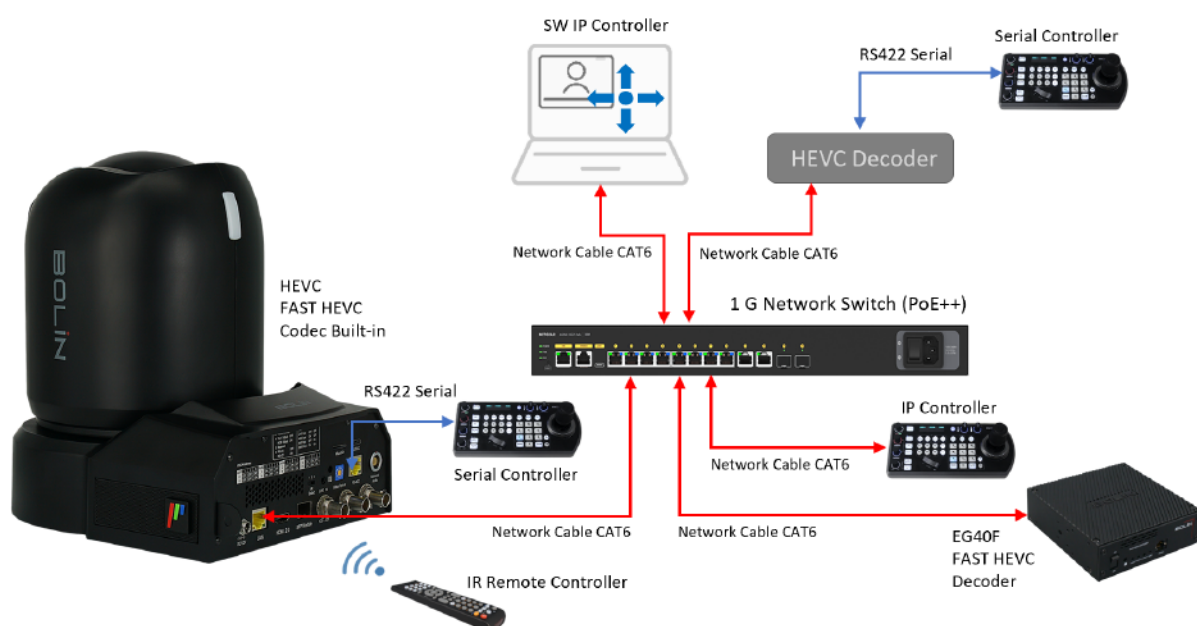 SW IP Controller
Serial Controller
RS422 Serial
HEVC Decoder
Network Cable CAT6
Network Cable CAT6
HEVC
FAST HEVC
Codec Built-in
1 G Network Switch (PoE++)
BOLIN
RS422 Serial
IP Controller
Serial Controller
Network Cable CAT6
Network Cable CAT6
Network Cable CAT6
EG40F
FAST HEVC
Decoder
IR Remote Controller